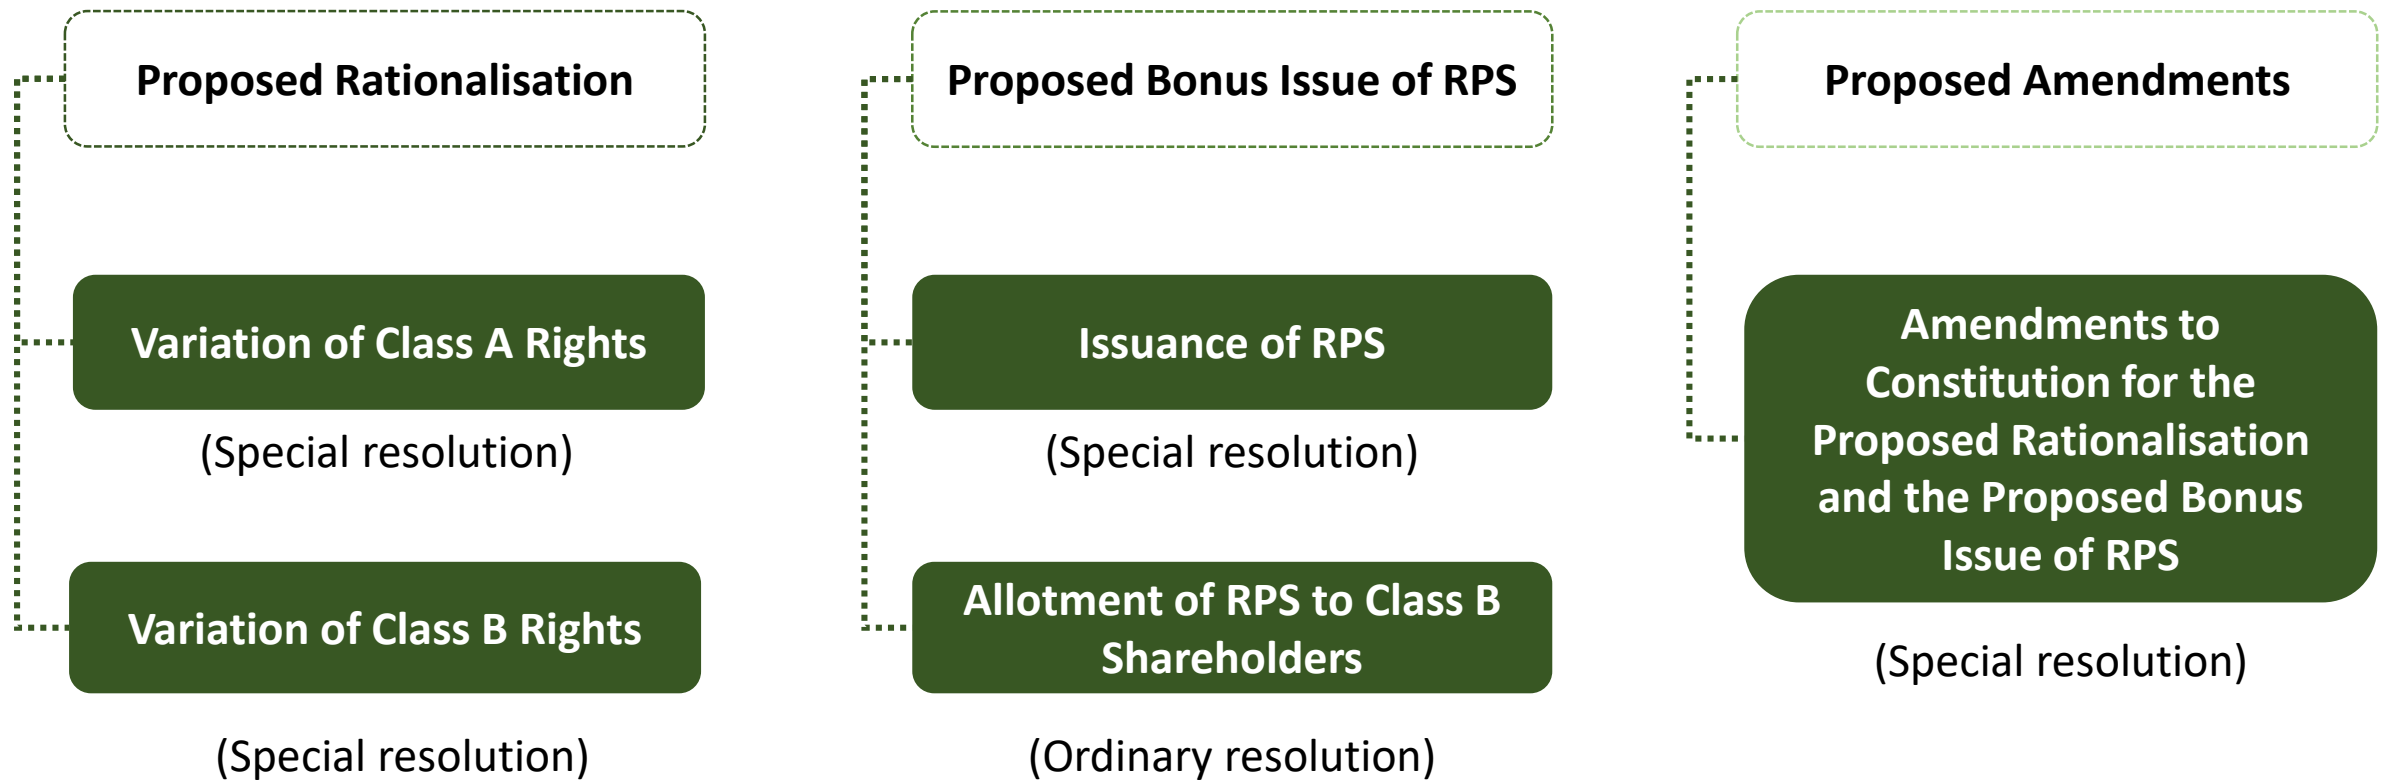 Proposed Rationalisation
Variation of Class A Rights
(Special resolution)
Variation of Class B Rights
(Special resolution)
Proposed Bonus Issue of RPS
Issuance of RPS
(Special resolution)
Allotment of RPS to Class B
Shareholders
(Ordinary resolution)
Proposed Amendments
Amendments to
Constitution for the
Proposed Rationalisation
and the Proposed Bonus
Issue of RPS
(Special resolution)